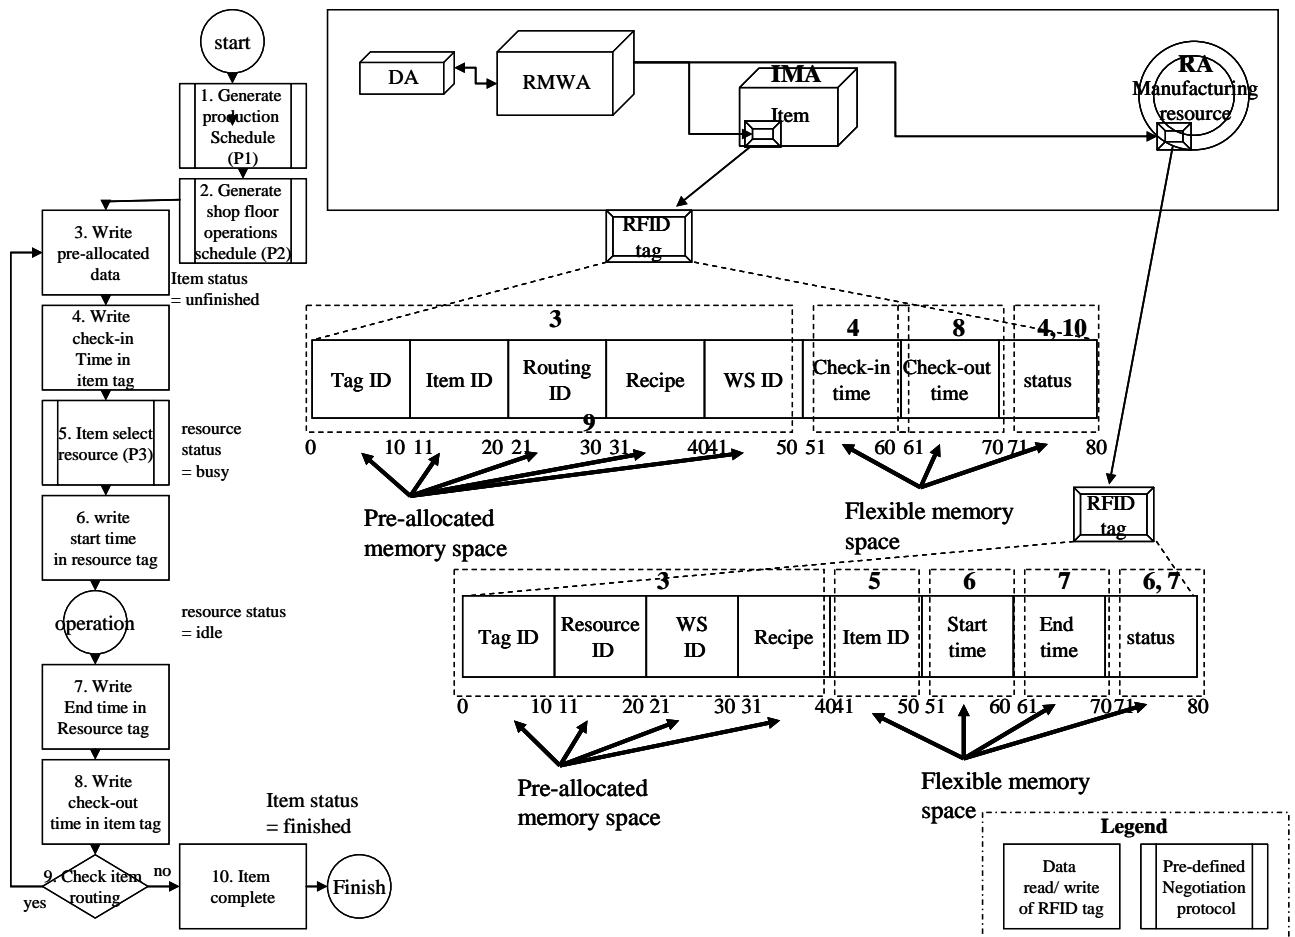 start
1. Generate
production
Schedule
(P1)
2. Generate
shop floor
operations
schedule (P2)
3. Write
pre-allocated
data
Item status
= unfinished
4. Write
check-in
Time in
item tag
5. Item select
resource (P3)
resource
status
= busy
6. write
start time
in resource tag
operation
resource status
= idle
7. Write
End time in
Resource tag
8. Write
check-out
time in item tag
9. Check item
routing
yes
no
Item status
= finished
10. Item
complete
Finish
DA
RMWA
IMA
Item
RA
Manufacturing
resource
RFID
tag
3
4
8
4, 10
Tag ID
Item ID
Routing
ID
Recipe
WS ID
Check-in
time
Check-out
time
status
9
0 10 11 20 21 30 31 40 41 50 51 60 61 70 71 80
Pre-allocated
memory space
Flexible memory
space
RFID
tag
3
5
6
7
6, 7
Tag ID
Resource
ID
WS
ID
Recipe
Item ID
Start
time
End
time
status
0 10 11 20 21 30 31 40 41 50 51 60 61 70 71 80
Pre-allocated
memory space
Flexible memory
space
Legend
Data
read/ write
of RFID tag
Pre-defined
Negotiation
protocol